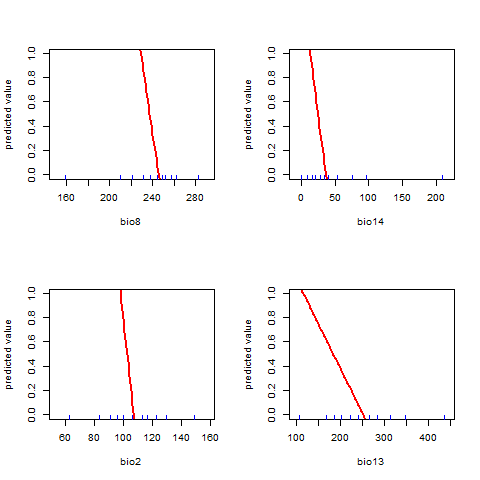 predicted value
0.0 0.2 0.4 0.6 0.8 1.0
160 200 240 280
bio8
predicted value
0.0 0.2 0.4 0.6 0.8 1.0
0 50 100 150 200
bio14
predicted value
0.0 0.2 0.4 0.6 0.8 1.0
60 80 100 120 140 160
bio2
predicted value
0.0 0.2 0.4 0.6 0.8 1.0
100 200 300 400
bio13